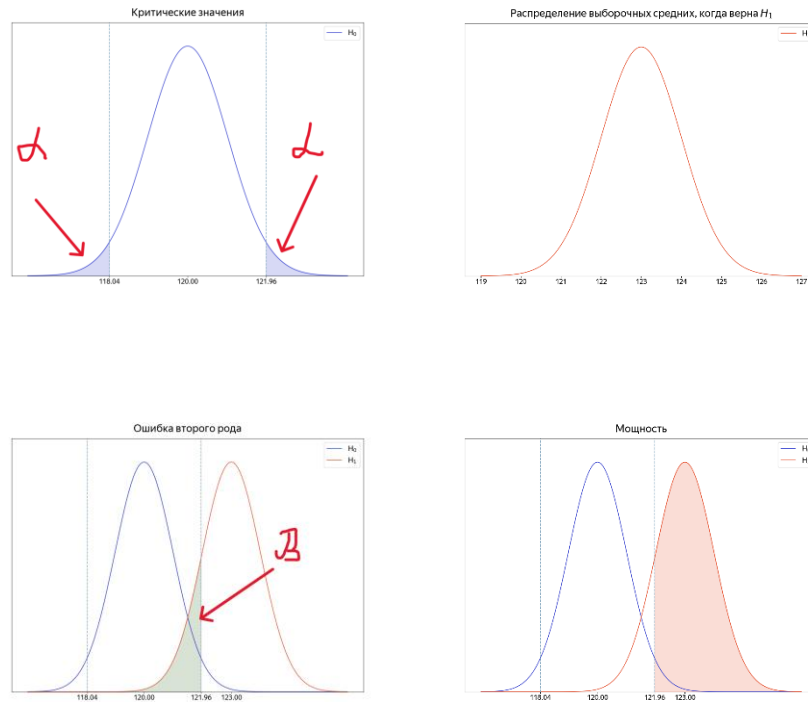 Критические значения
H₀
α
α
118.04 120.00 121.96
Распределение выборочных средних, когда верна H₁
H
119 120 121 122 123 124 125 126 127
Ошибка второго рода
H₀
H₁
B
118.04 120.00 121.96 123.00
Мощность
H
H
118.04 120.00 121.96 123.00